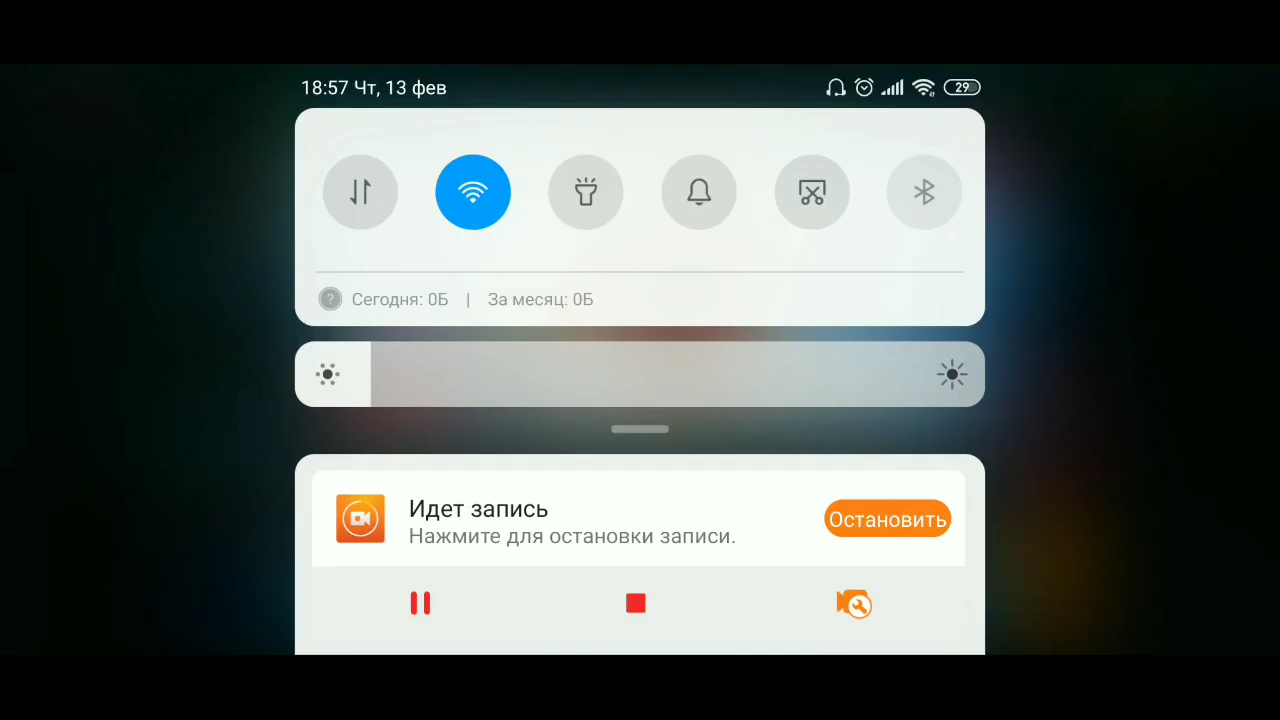 18:57 Чт, 13 фев
29
?
Сегодня: 0Б | За месяц: 0Б
Идет запись
Нажмите для остановки записи.
Остановить